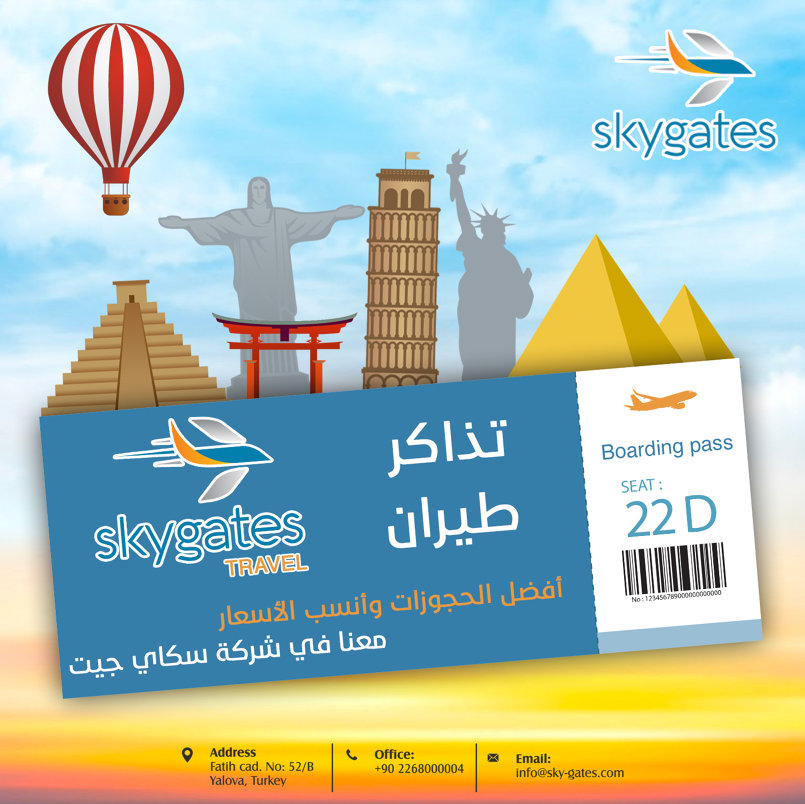 skygates
تذاكر
طيران
skygates
TRAVEL
أفضل الحجوزات وأنسب الأسعار
معنا في شركة سكاي جيت
Boarding pass
SEAT :
22 D
No : 123456789000000000000
Address
Fatih cad. No: 52/B
Yalova, Turkey
Office:
+90 2268000004
Email:
info@sky-gates.com